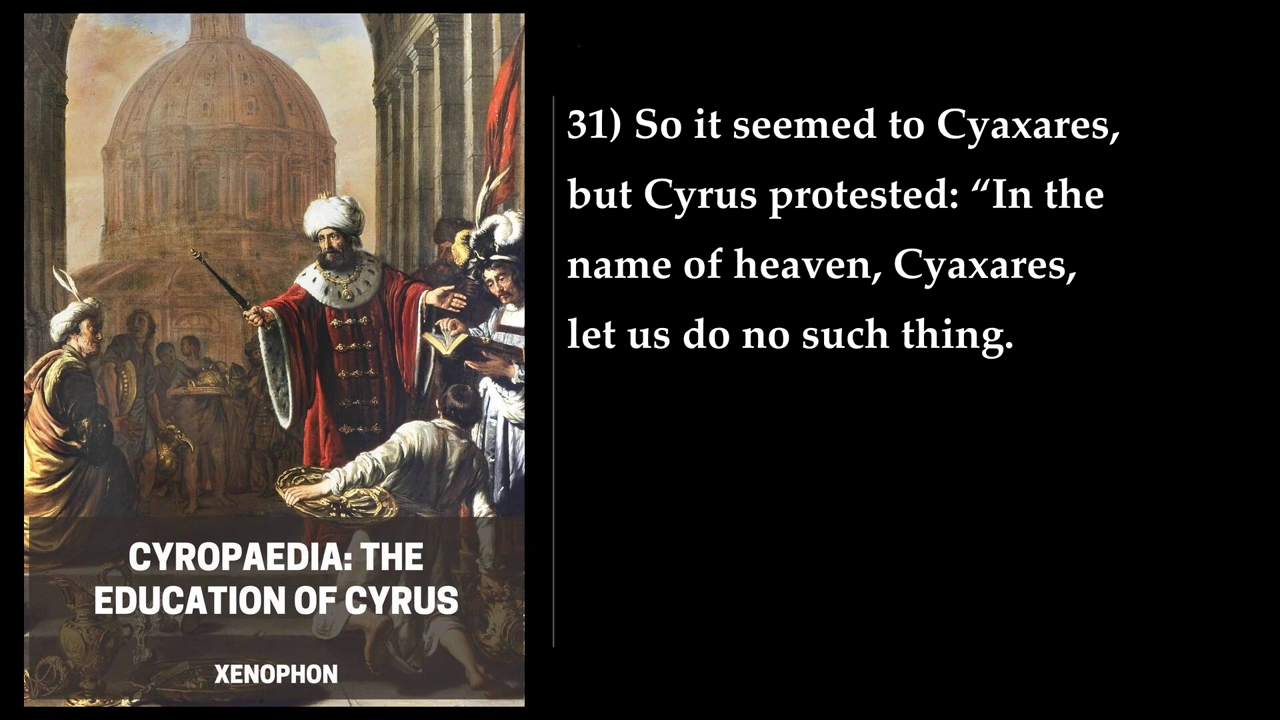 CYROPAEDIA: THE
EDUCATION OF CYRUS
XENOPHON
31) So it seemed to Cyaxares,
but Cyrus protested: “In the
name of heaven, Cyaxares,
let us do no such thing.